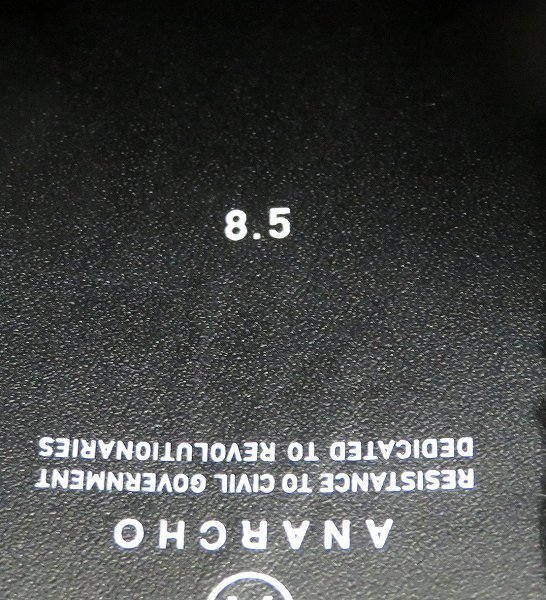 8.5
ANARCHO
RESISTANCE TO CIVIL GOVERNMENT
DEDICATED TO REVOLUTIONARIES